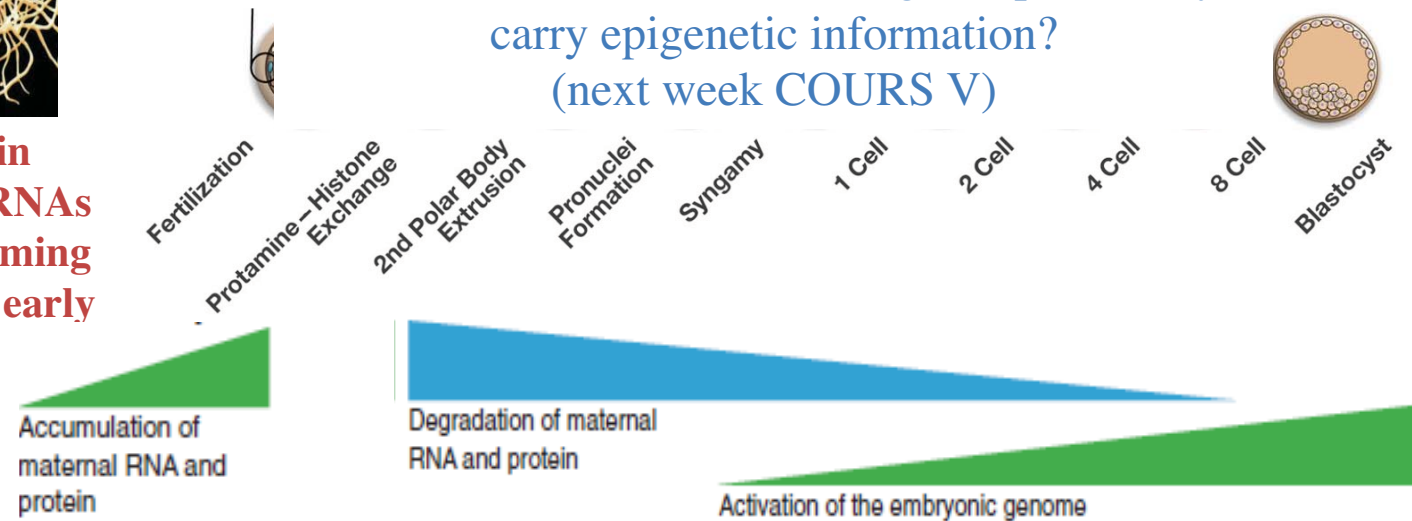 carry epigenetic information?
(next week COURS V)
in
RNAs
early
Fertilization
Protamine – Histone
Exchange
2nd Polar Body
Extrusion
Pronuclei
Formation
Syngamy
1 Cell
2 Cell
4 Cell
8 Cell
Blastocyst
Accumulation of
maternal RNA and
protein
Degradation of maternal
RNA and protein
Activation of the embryonic genome